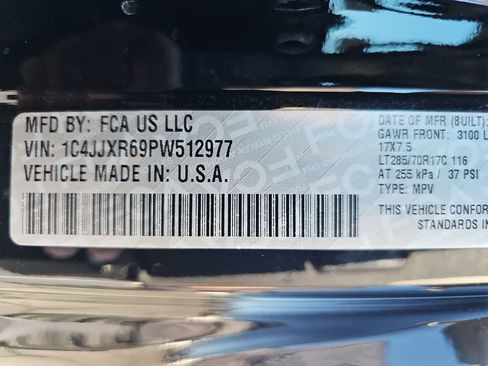 MFD BY: FCA US LLC
VIN: 1C4JJXR69PW512977
VEHICLE MADE IN: U.S.A.
DATE OF MFR (BUILT):
GAWR FRONT: 3100 L
17X7.5
LT285/70R17C 116
AT 255 kPa / 37 PSI
TYPE: MPV
THIS VEHICLE CONFOR
STANDARDS IN